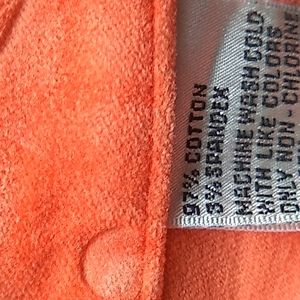 97% COTTON
3% SPANDEX
MACHINE WASH COLD
WITH LIKE COLORS
ONLY NON-CHLORINE